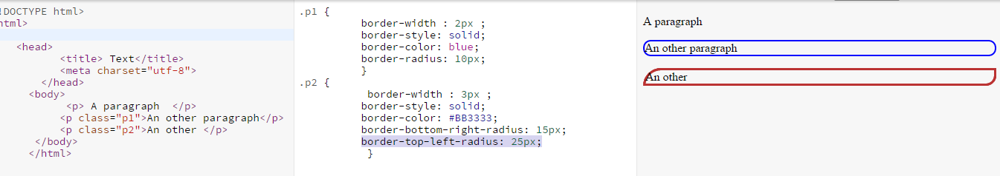 !DOCTYPE html>
html>
<head>
<title> Text</title>
<meta charset="utf-8">
</head>
<body>
<p> A paragraph  </p>
<p class="p1">An other paragraph</p>
<p class="p2">An other </p>
</body>
</html>
.p1 {
border-width : 2px ;
border-style: solid;
border-color: blue;
border-radius: 10px;
}
.p2 {
border-width : 3px ;
border-style: solid;
border-color: #BB3333;
border-bottom-right-radius: 15px;
border-top-left-radius: 25px;
}
A paragraph
An other paragraph
An other